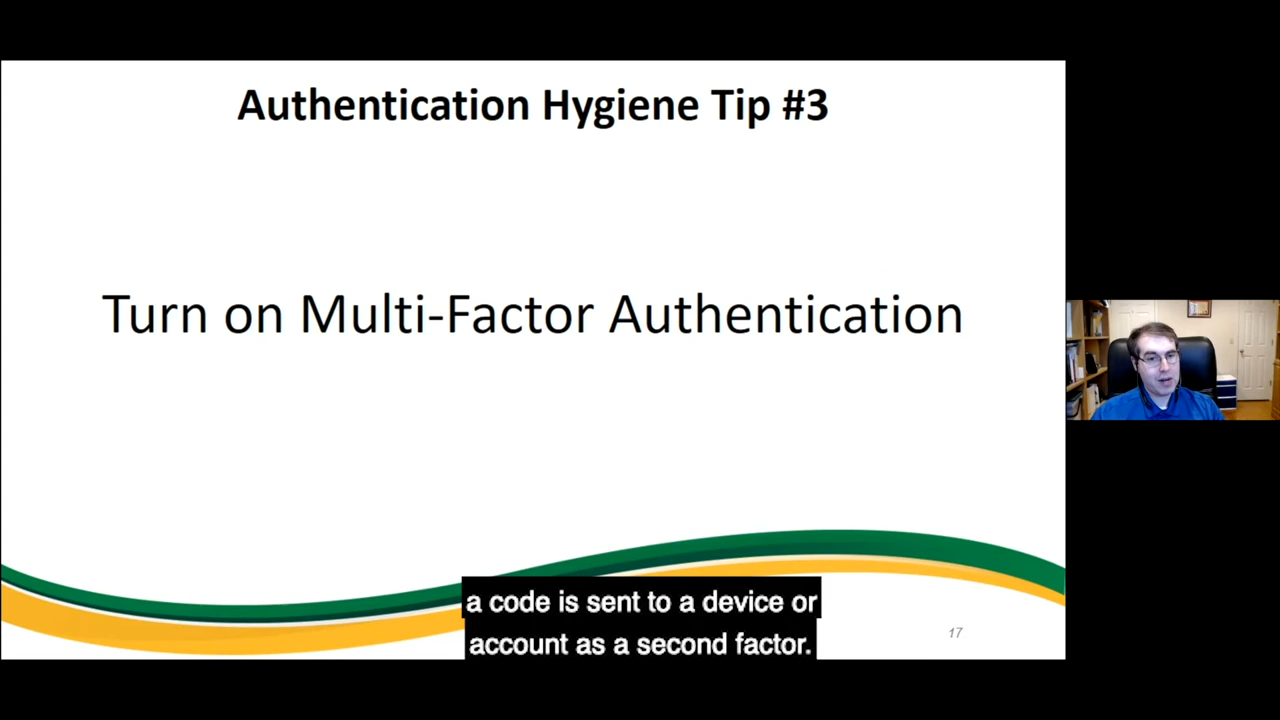 Authentication Hygiene Tip #3
Turn on Multi-Factor Authentication
a code is sent to a device or
account as a second factor.
17